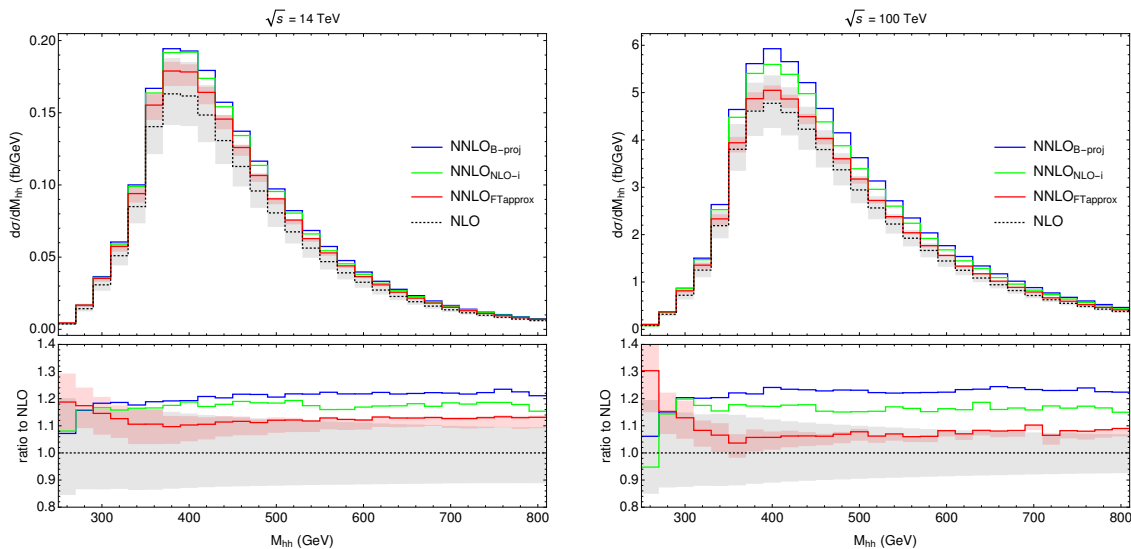 √s = 14 TeV
dσ/dMhh (fb/GeV)
0.20
0.15
0.10
0.05
0.00
NNLOB-proj
NNLONLO-i
NNLOFTapprox
NLO
ratio to NLO
1.4
1.3
1.2
1.1
1.0
0.9
0.8
300 400 500 600 700 800
Mhh (GeV)
√s = 100 TeV
dσ/dMhh (fb/GeV)
6
5
4
3
2
1
0
NNLOB-proj
NNLONLO-i
NNLOFTapprox
NLO
ratio to NLO
1.4
1.3
1.2
1.1
1.0
0.9
0.8
300 400 500 600 700 800
Mhh (GeV)